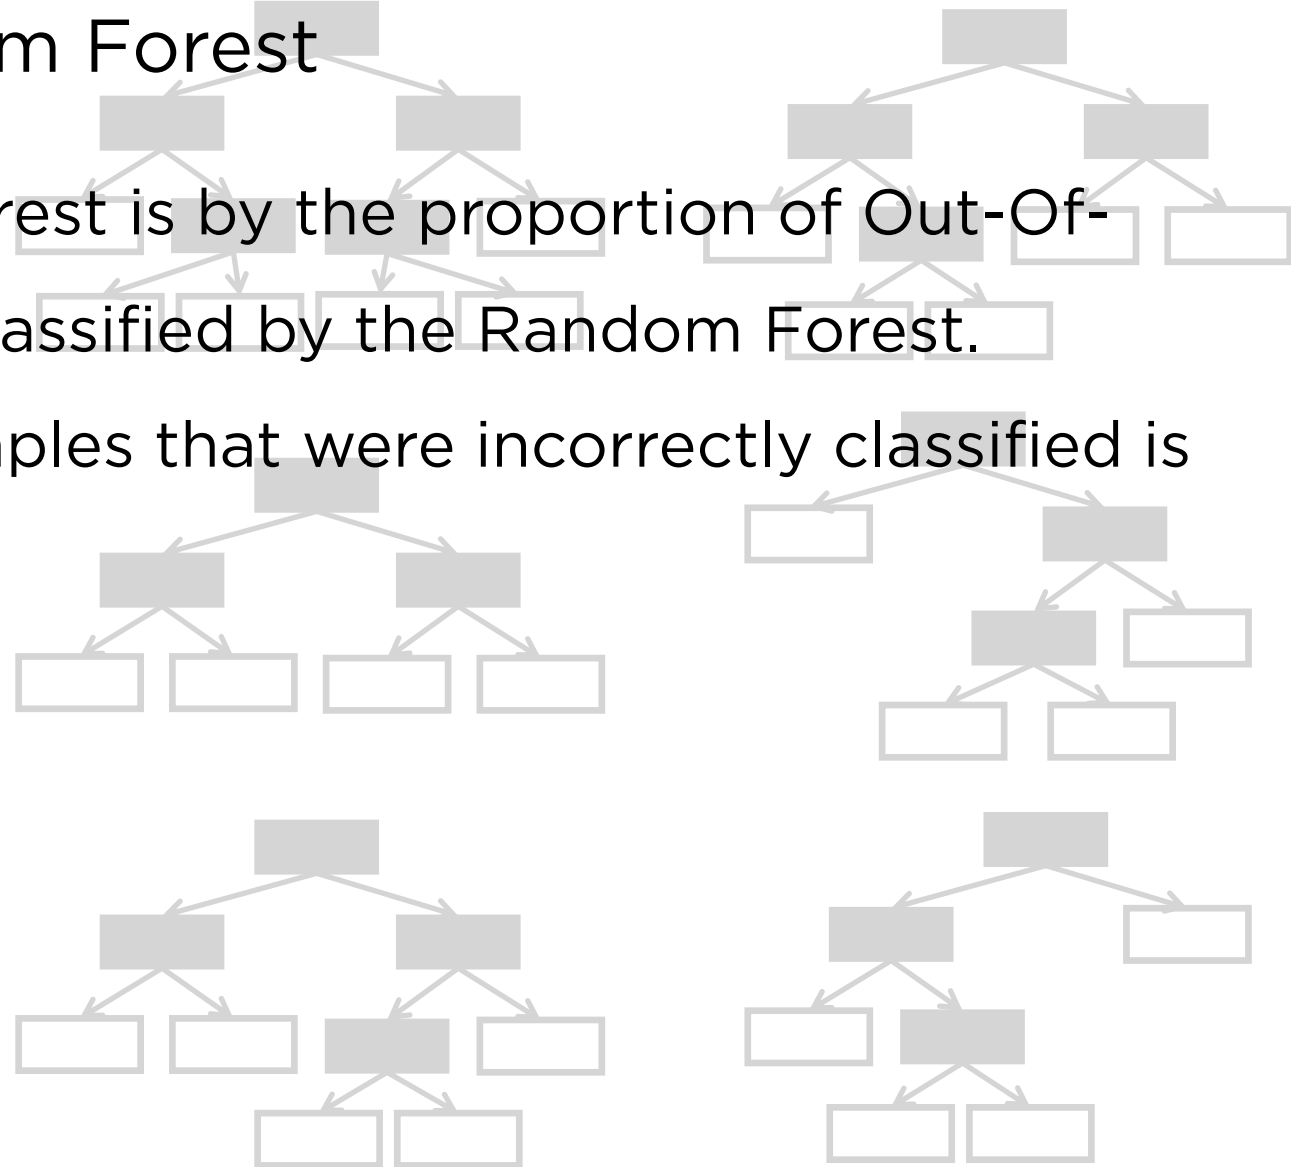 m Forest
rest is by the proportion of Out-Of-
assified by the Random Forest.
ples that were incorrectly classified is